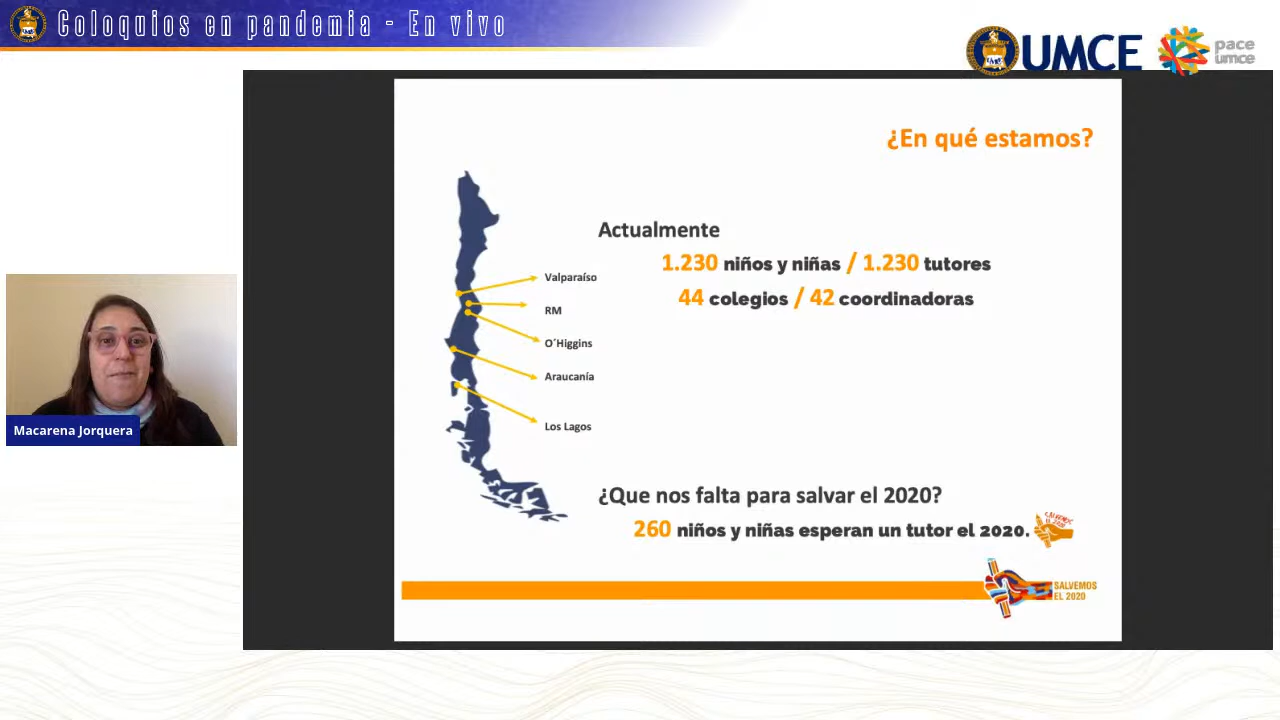 Coloquios en pandemia - En vivo
UMCE
pace
umce
¿En qué estamos?
Actualmente
1.230 niños y niñas / 1.230 tutores
44 colegios / 42 coordinadoras
Valparaíso
RM
O´Higgins
Araucanía
Los Lagos
Macarena Jorquera
¿Que nos falta para salvar el 2020?
260 niños y niñas esperan un tutor el 2020.
SALVEMOS
EL 2020